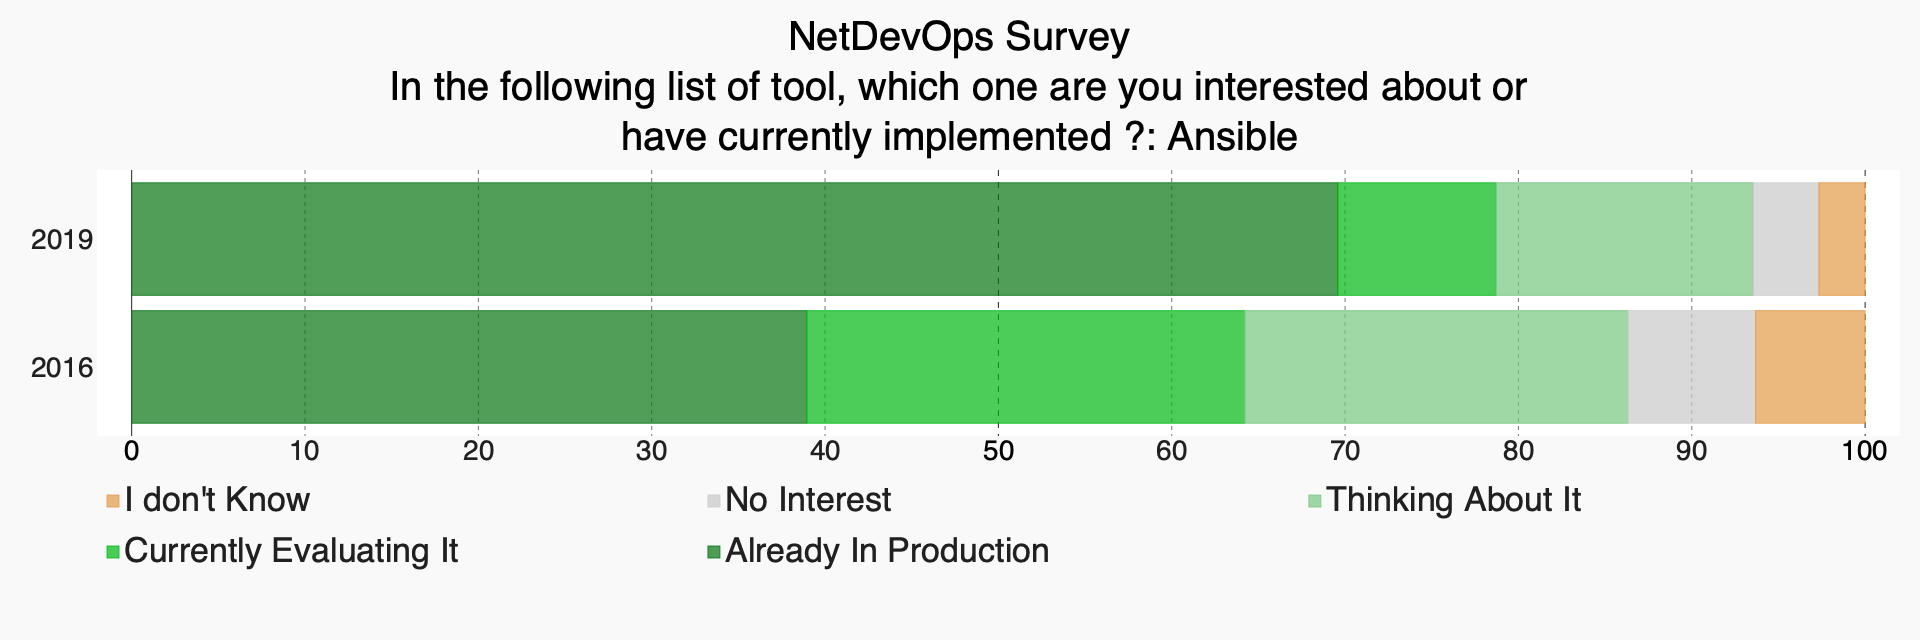 NetDevOps Survey
In the following list of tool, which one are you interested about or
have currently implemented ?: Ansible
2019
2016
0 10 20 30 40 50 60 70 80 90 100
I don't Know No Interest Thinking About It
Currently Evaluating It Already In Production